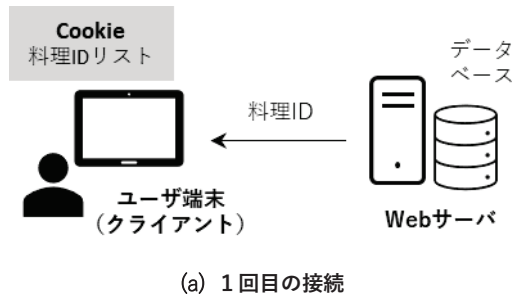 Cookie
料理IDリスト
データ
ベース
料理ID
ユーザ端末
（クライアント）
Webサーバ
（a）1回目の接続